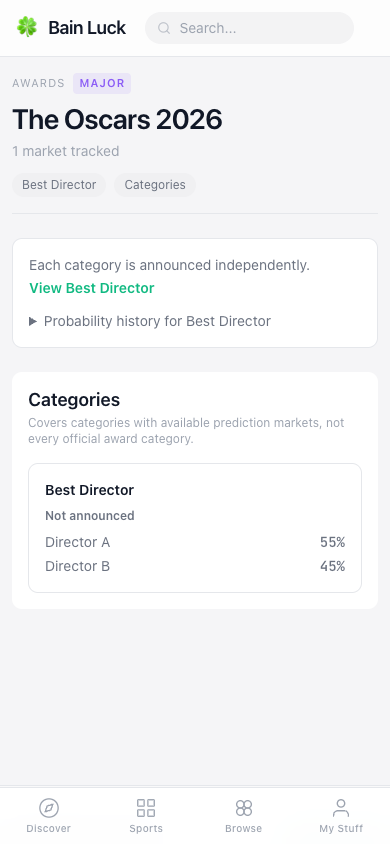 Bain Luck
Search...
AWARDS MAJOR
The Oscars 2026
1 market tracked
Best Director Categories
Each category is announced independently.
View Best Director
Probability history for Best Director
Categories
Covers categories with available prediction markets, not
every official award category.
Best Director
Not announced
Director A 55%
Director B 45%
Discover Sports Browse My Stuff